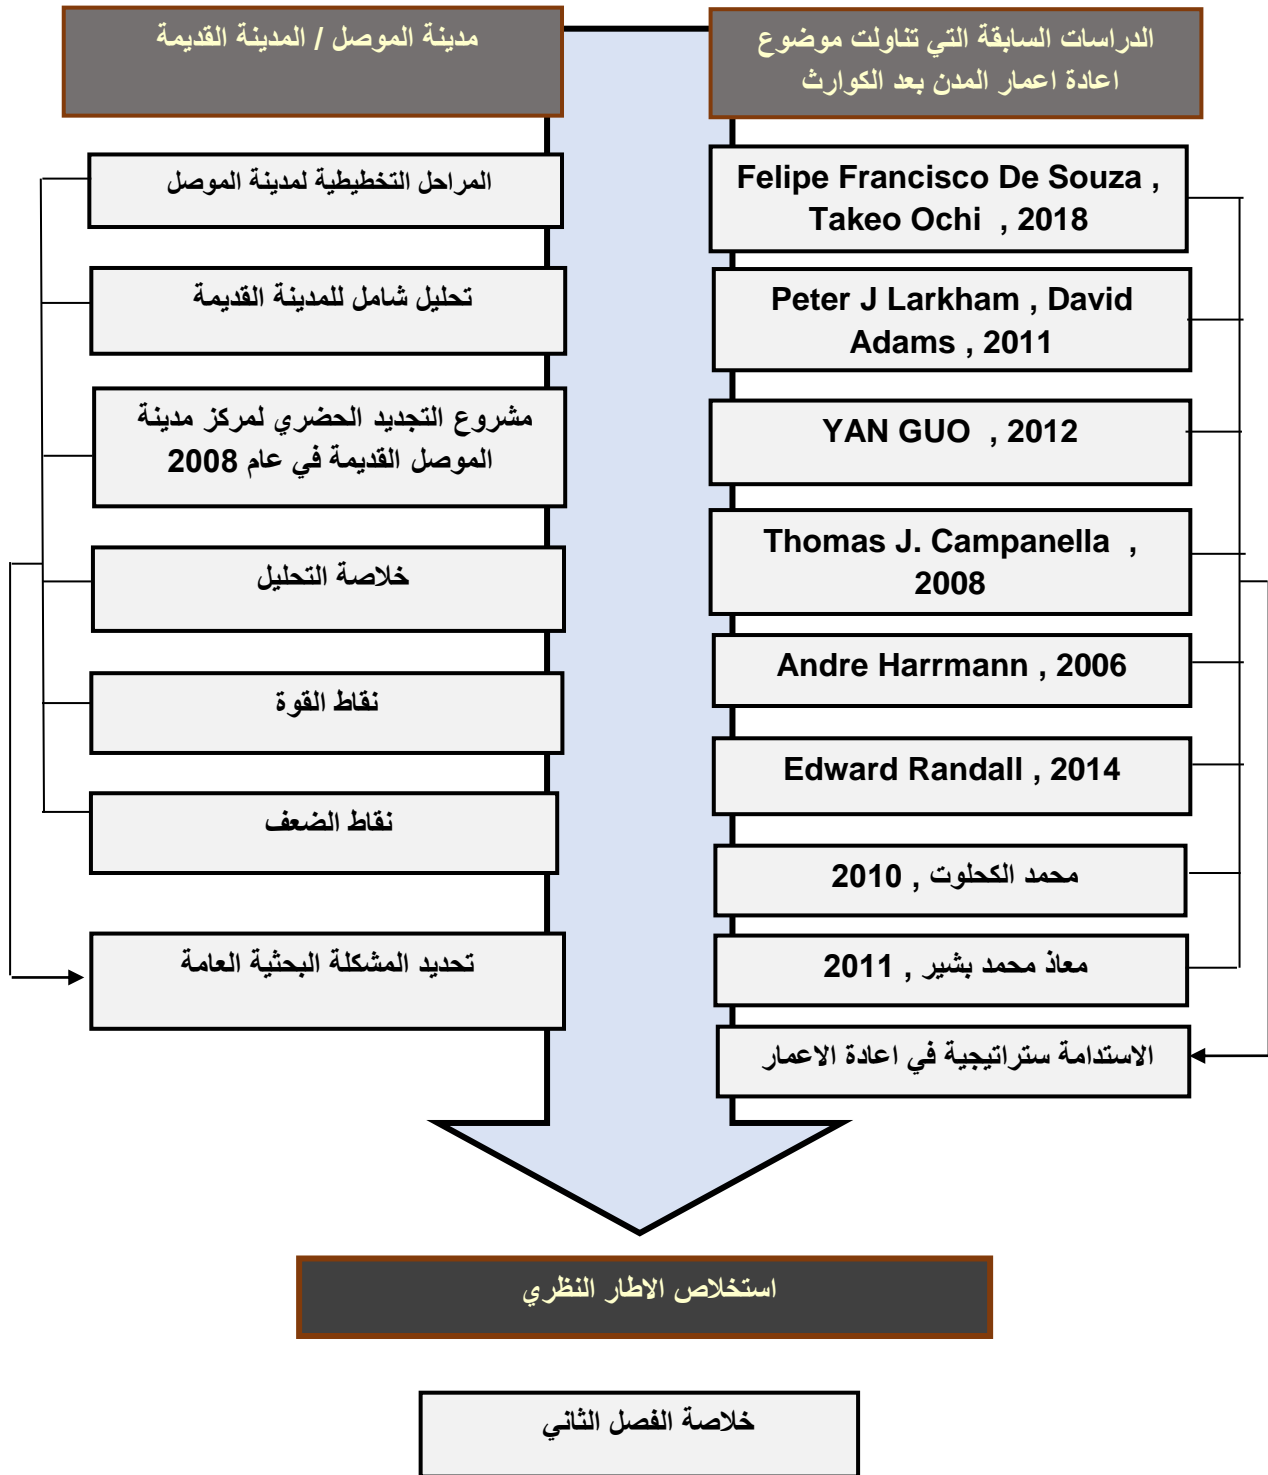 الدراسات السابقة التي تناولت موضوع
اعادة اعمار المدن بعد الكوارث
Felipe Francisco De Souza ,
Takeo Ochi , 2018
Peter J Larkham , David
Adams , 2011
YAN GUO , 2012
Thomas J. Campanella ,
2008
Andre Harrmann , 2006
Edward Randall , 2014
محمد الكحلوت , 2010
معاذ محمد بشير , 2011
الاستدامة ستراتيجية في اعادة الاعمار
مدينة الموصل / المدينة القديمة
المراحل التخطيطية لمدينة الموصل
تحليل شامل للمدينة القديمة
مشروع التجديد الحضري لمركز مدينة
الموصل القديمة في عام 2008
خلاصة التحليل
نقاط القوة
نقاط الضعف
تحديد المشكلة البحثية العامة
استخلاص الاطار النظري
خلاصة الفصل الثاني